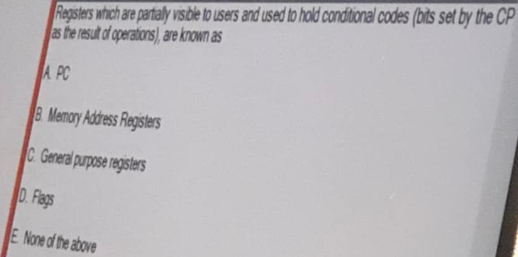 Registers which are partially visible to users and used to hold conditional codes (bits set by the CP
as the result of operations), are known as
A. PC
B. Memory Address Registers
C. General purpose registers
D. Flags
E. None of the above